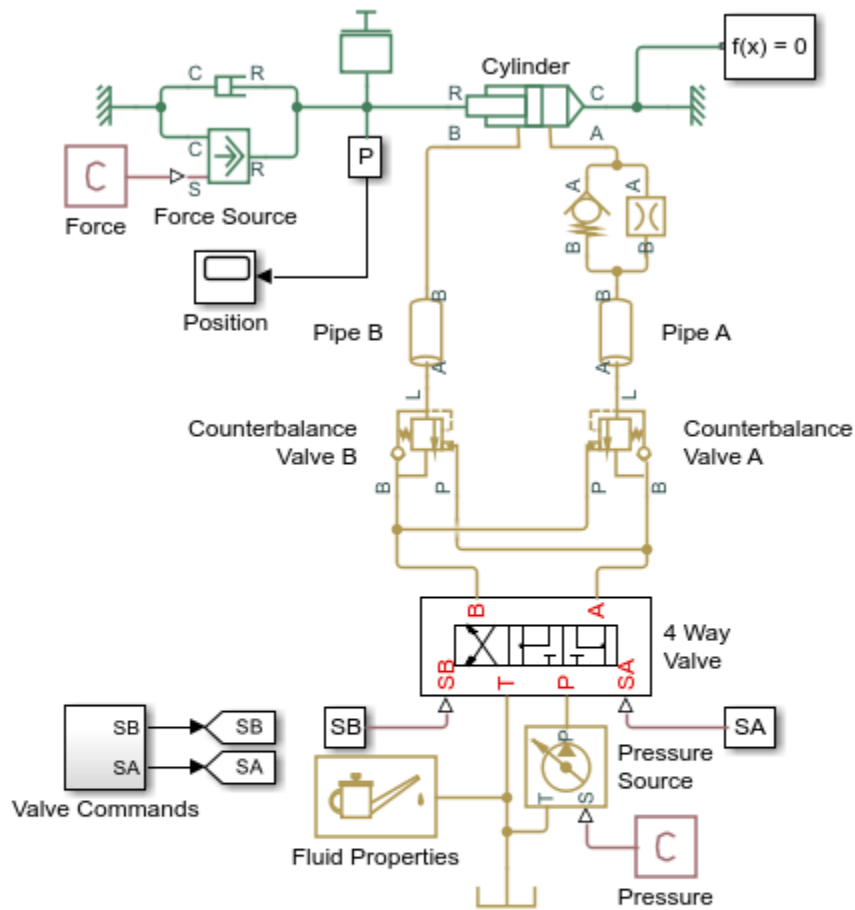 f(x) = 0
Cylinder
C
R
R
C
B
A
C
P
C
R
S
Force
Force Source
A
A
B
B
Position
B
B
Pipe B
Pipe A
A
A
L
L
Counterbalance
Valve B
Counterbalance
Valve A
B
P
P
B
B
A
4 Way
Valve
SB
T
P
SA
SB
SA
SB
SB
SA
SA
Valve Commands
P
T
S
Pressure
Source
Fluid Properties
C
Pressure